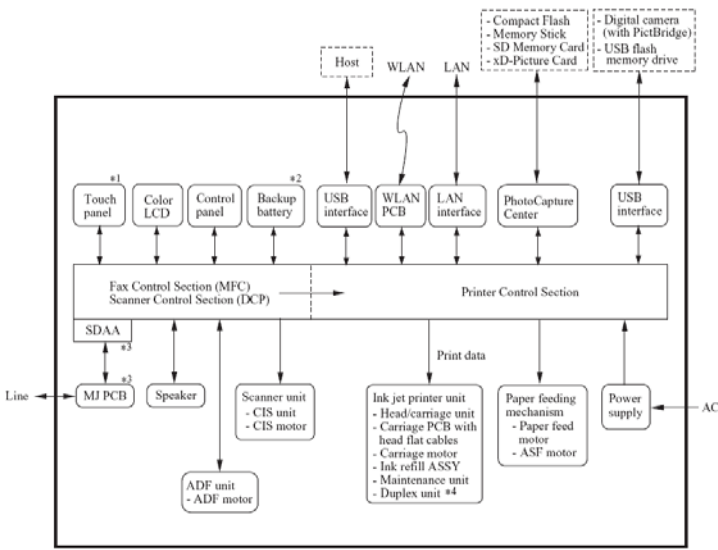 - Compact Flash
- Memory Stick
- SD Memory Card
- xD-Picture Card
- Digital camera
(with PictBridge)
- USB flash
memory drive
Host
WLAN
LAN
*1
*2
Touch
panel
Color
LCD
Control
panel
Backup
battery
USB
interface
WLAN
PCB
LAN
interface
PhotoCapture
Center
USB
interface
Fax Control Section (MFC)
Scanner Control Section (DCP)
Printer Control Section
SDAA
*3
Print data
*3
Line
MJ PCB
Speaker
Scanner unit
- CIS unit
- CIS motor
Ink jet printer unit
- Head/carriage unit
- Carriage PCB with
head flat cables
- Carriage motor
- Ink refill ASSY
- Maintenance unit
- Duplex unit *4
Paper feeding
mechanism
- Paper feed
motor
- ASF motor
Power
supply
AC
ADF unit
- ADF motor